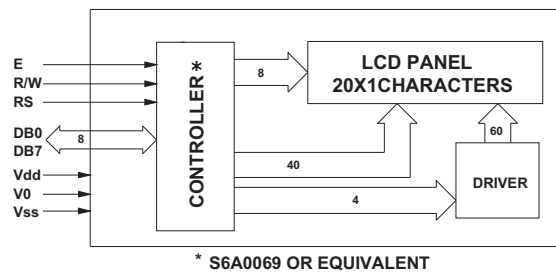 E
R/W
RS
DB0
DB7
8
Vdd
V0
Vss
CONTROLLER*
8
LCD PANEL
20X1CHARACTERS
40
4
60
DRIVER
* S6A0069 OR EQUIVALENT